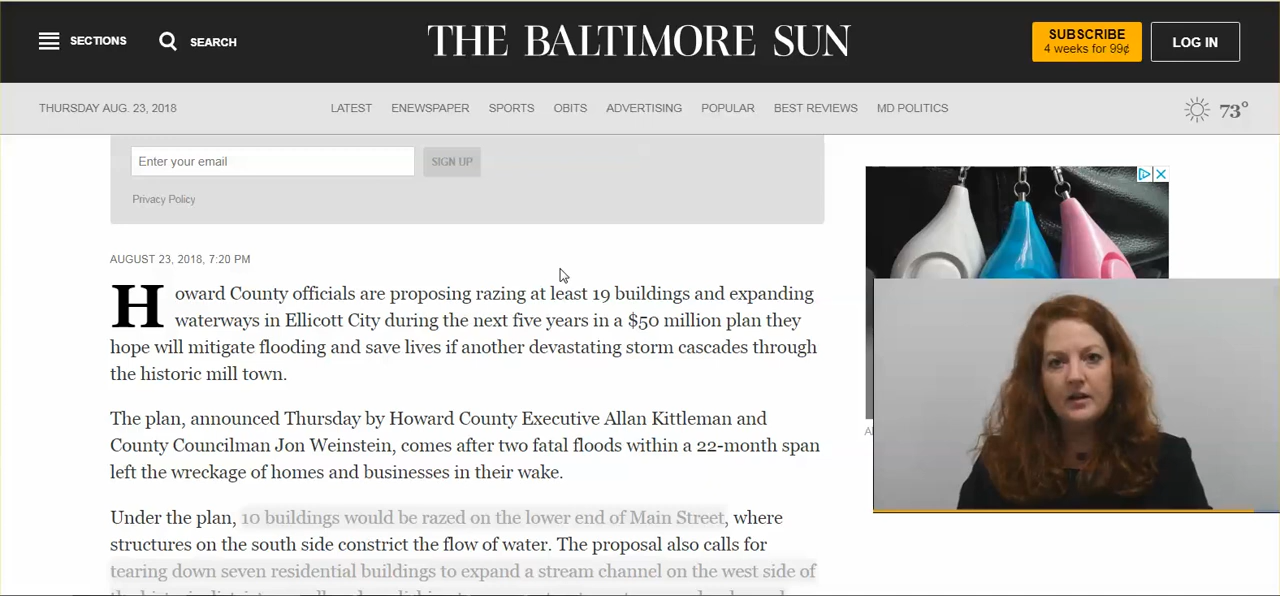 SECTIONS
SEARCH
THE BALTIMORE SUN
SUBSCRIBE
4 weeks for 99¢
LOG IN
THURSDAY AUG. 23, 2018
LATEST
ENEWSPAPER
SPORTS
OBITS
ADVERTISING
POPULAR
BEST REVIEWS
MD POLITICS
73°
Enter your email
SIGN UP
Privacy Policy
AUGUST 23, 2018, 7:20 PM
Howard County officials are proposing razing at least 19 buildings and expanding
waterways in Ellicott City during the next five years in a $50 million plan they
hope will mitigate flooding and save lives if another devastating storm cascades through
the historic mill town.
The plan, announced Thursday by Howard County Executive Allan Kittleman and
County Councilman Jon Weinstein, comes after two fatal floods within a 22-month span
left the wreckage of homes and businesses in their wake.
Under the plan, 10 buildings would be razed on the lower end of Main Street, where
structures on the south side constrict the flow of water. The proposal also calls for
tearing down seven residential buildings to expand a stream channel on the west side of